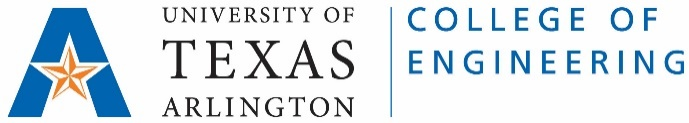 UNIVERSITY OF
TEXAS
ARLINGTON
COLLEGE OF
ENGINEERING